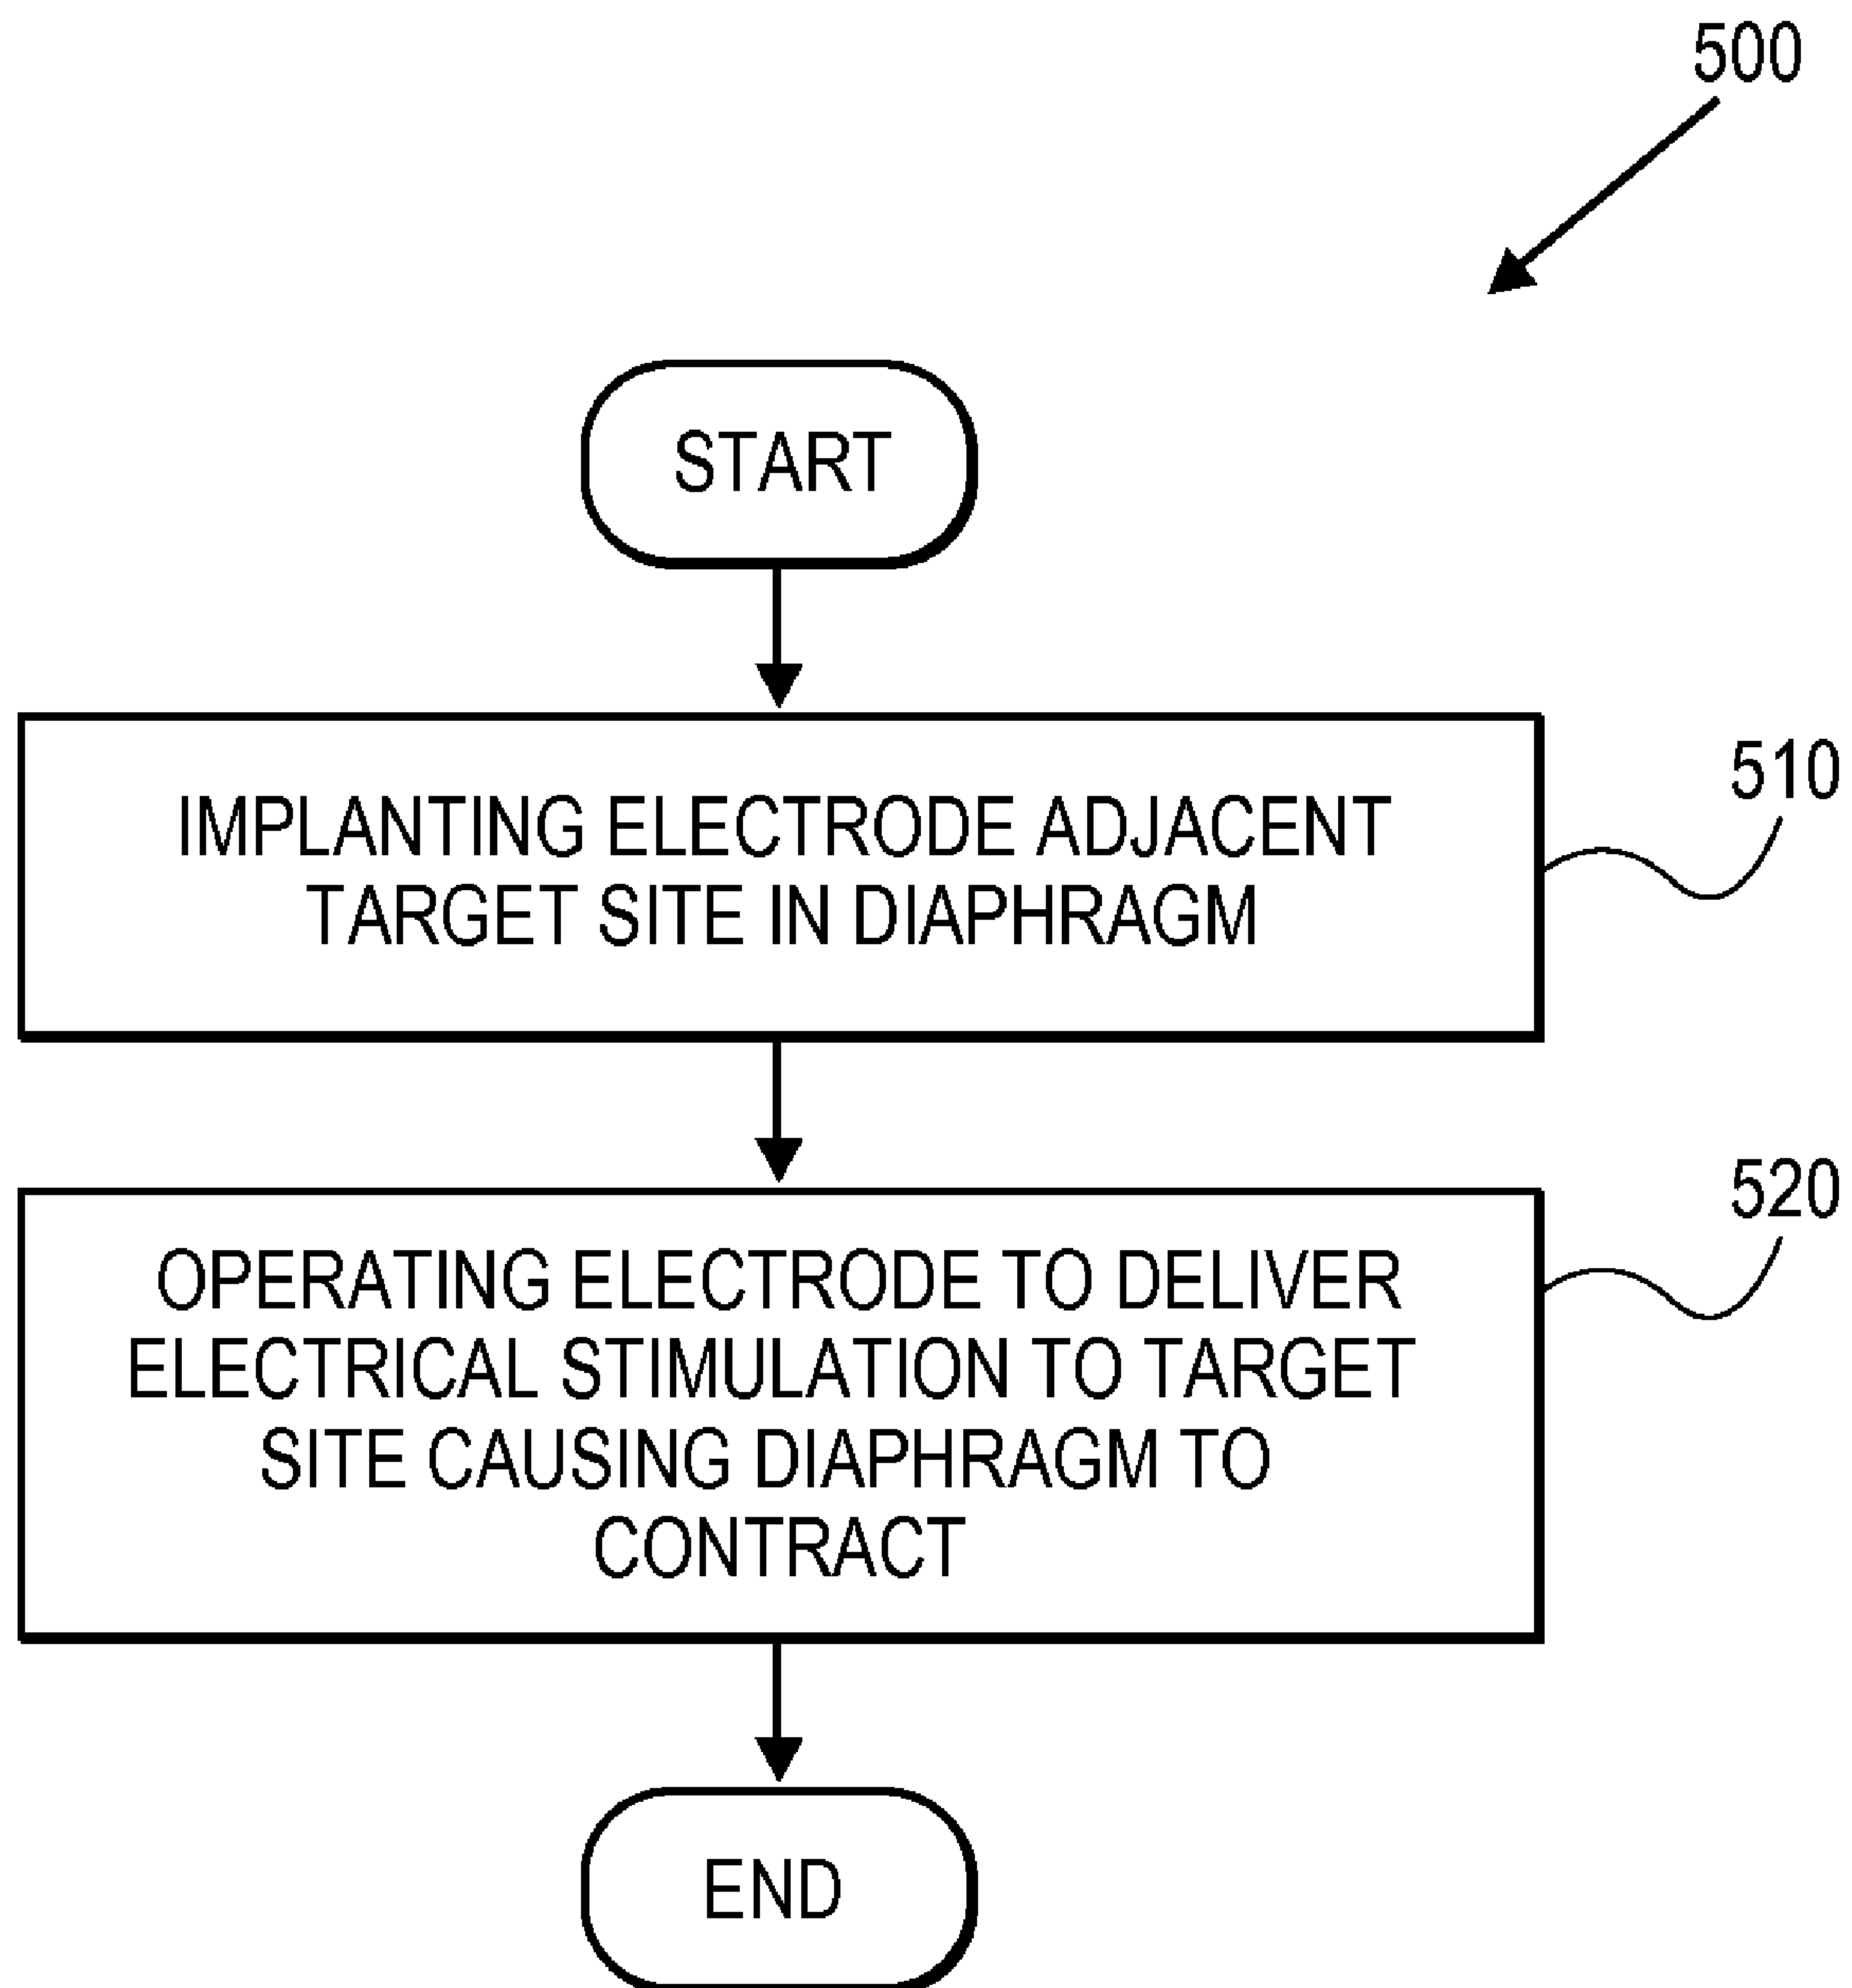 500
START
IMPLANTING ELECTRODE ADJACENT
TARGET SITE IN DIAPHRAGM
510
OPERATING ELECTRODE TO DELIVER
ELECTRICAL STIMULATION TO TARGET
SITE CAUSING DIAPHRAGM TO
CONTRACT
520
END